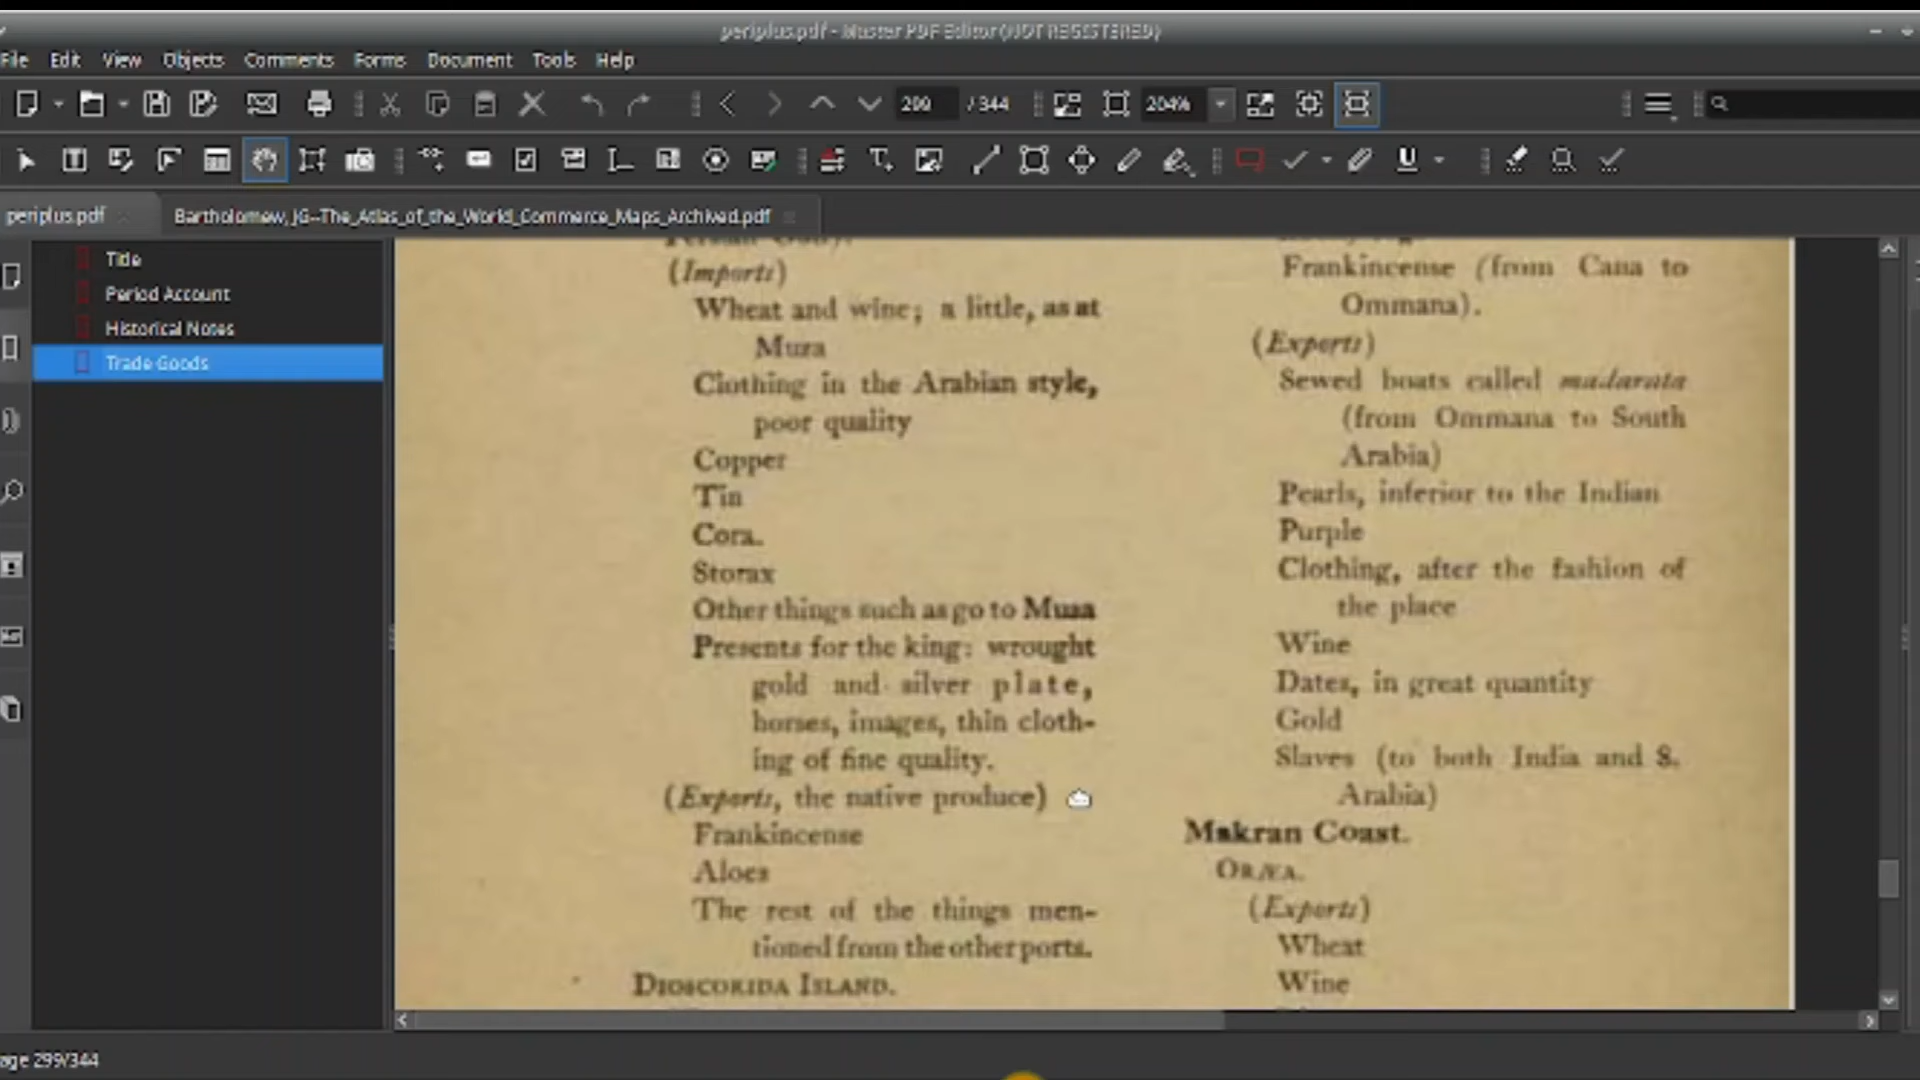 periplus.pdf - Master PDF Editor (NOT REGISTERED)
File Edit View Objects Comments Forms Document Tools Help
299 / 344 204%
periplus.pdf
Bartholomew, JG--The_Atlas_of_the_World_Commerce_Maps_Archived.pdf
Title
Period Account
Historical Notes
Trade Goods
(Imports)
Wheat and wine; a little, as at
Muza
Clothing in the Arabian style,
poor quality
Copper
Tin
Storax
Other things such as go to Muza
Presents for the king: wrought
gold and silver plate,
horses, images, thin cloth-
ing of fine quality.
(Exports, the native produce)
Frankincense
Aloes
The rest of the things men-
tioned from the other ports.
DIOSCORIDA ISLAND.
Frankincense (from Cana to
Ommana).
(Exports)
Sewed boats called madarata
(from Ommana to South
Arabia)
Pearls, inferior to the Indian
Purple
Clothing, after the fashion of
the place
Wine
Dates, in great quantity
Gold
Slaves (to both India and S.
Arabia)
Makran Coast.
ORÆA.
(Exports)
Wheat
Wine
age 299/344